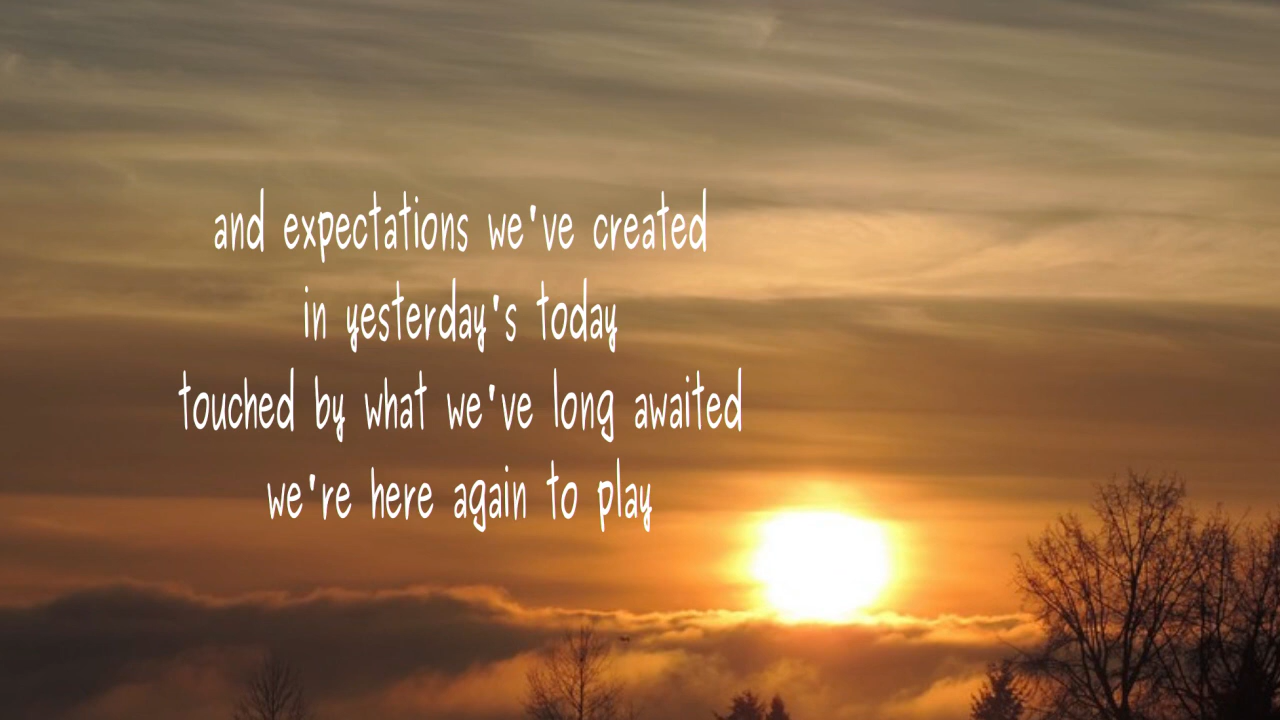 and expectations we've created
in yesterday's today
touched by what we've long awaited
we're here again to play